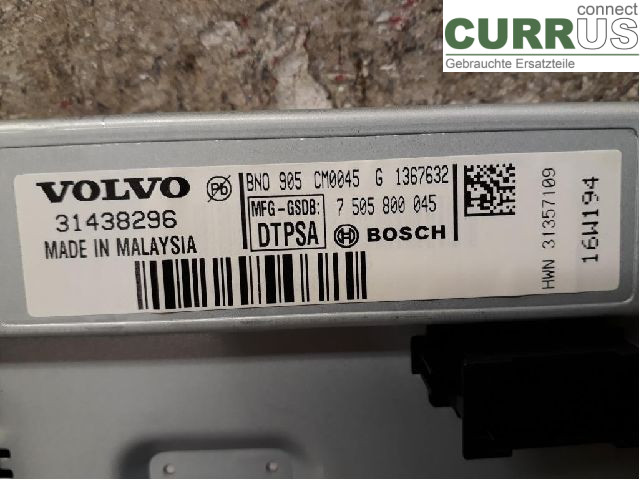 connect
CURRUS
Gebrauchte Ersatzteile
VOLVO
Pb
BNO 905 CM0045 G 1367632
31438296
MFG-GSDB:
7 505 800 045
MADE IN MALAYSIA
DTPSA
BOSCH
HWN 31357109
16W194